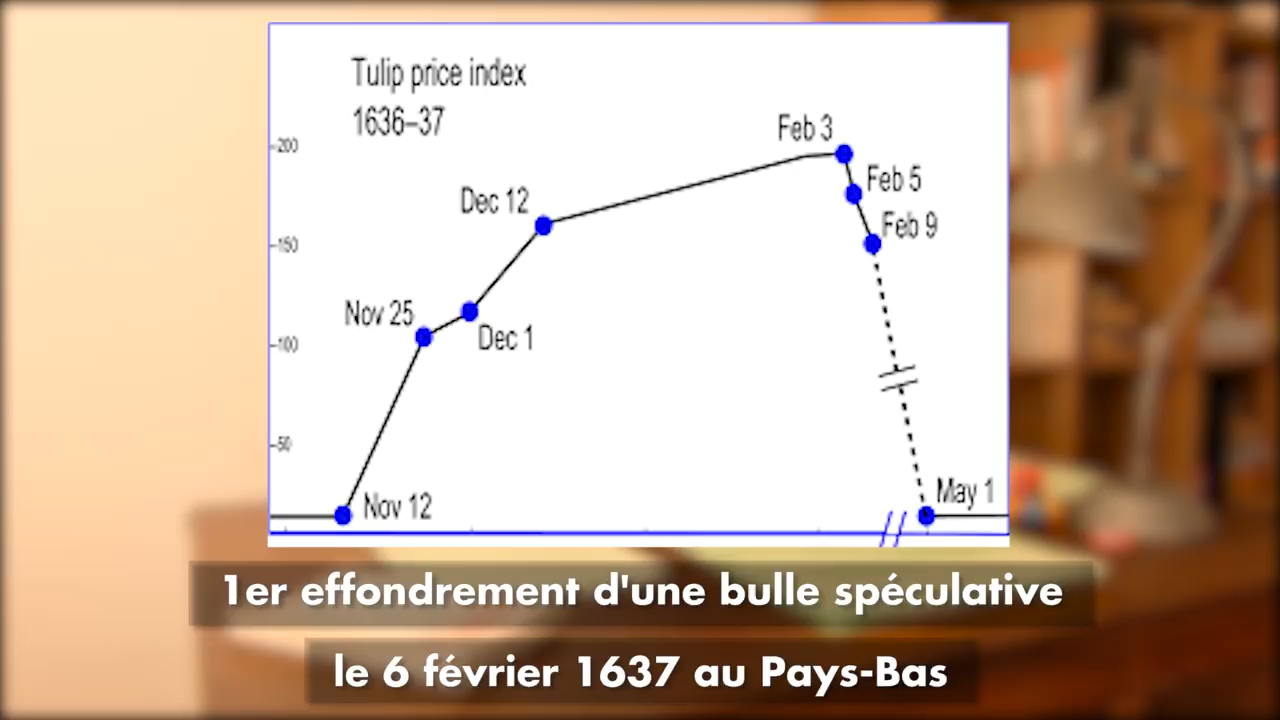 Tulip price index
1636–37
200
150
100
50
Feb 3
Feb 5
Feb 9
Dec 12
Nov 25
Dec 1
Nov 12
May 1
1er effondrement d'une bulle spéculative
le 6 février 1637 au Pays-Bas